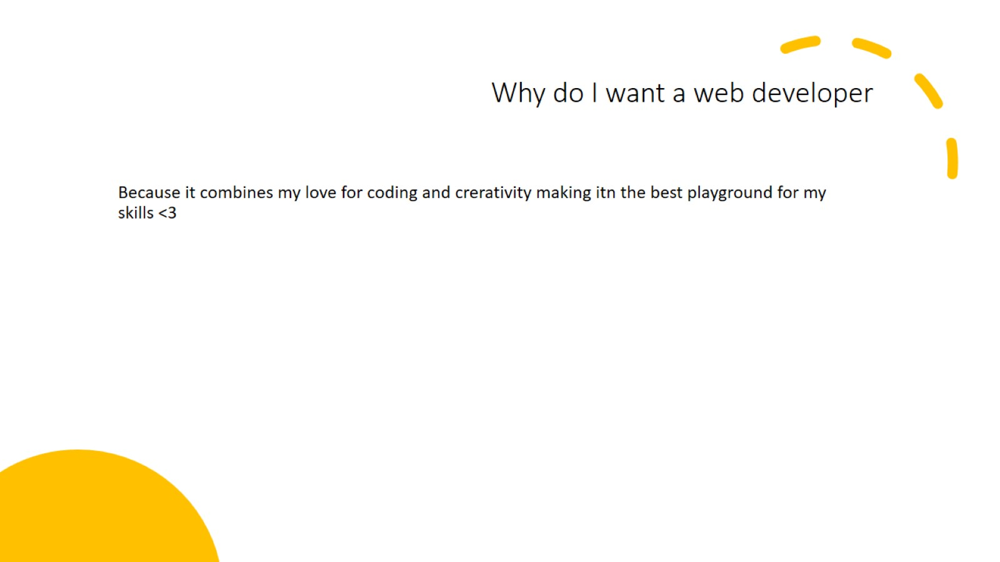 Why do I want a web developer
Because it combines my love for coding and crerativity making itn the best playground for my
skills <3